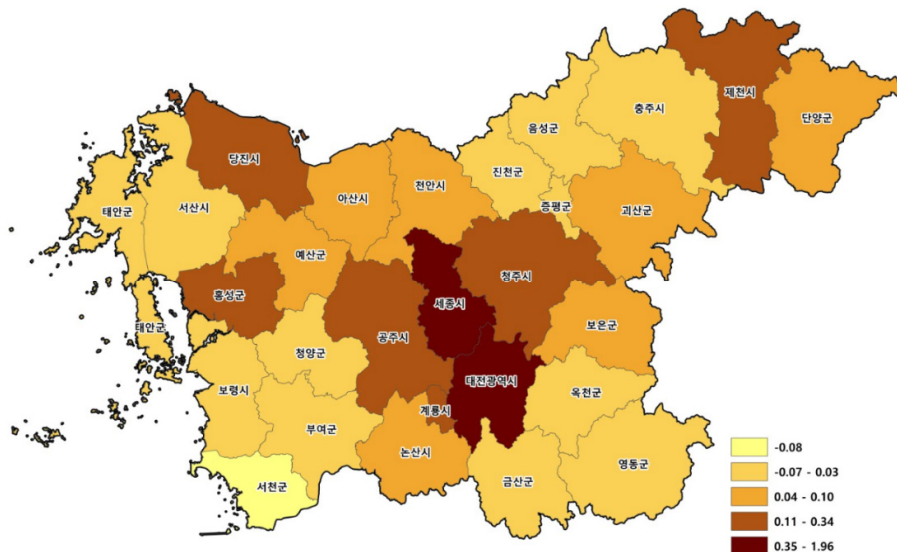 제천시
단양군
충주시
음성군
진천군
증평군
괴산군
당진시
아산시
천안시
태안군
서산시
예산군
홍성군
세종시
청주시
보은군
공주시
태안군
청양군
대전광역시
보령시
옥천군
계룡시
부여군
논산시
영동군
금산군
서천군
-0.08
-0.07 - 0.03
0.04 - 0.10
0.11 - 0.34
0.35 - 1.96